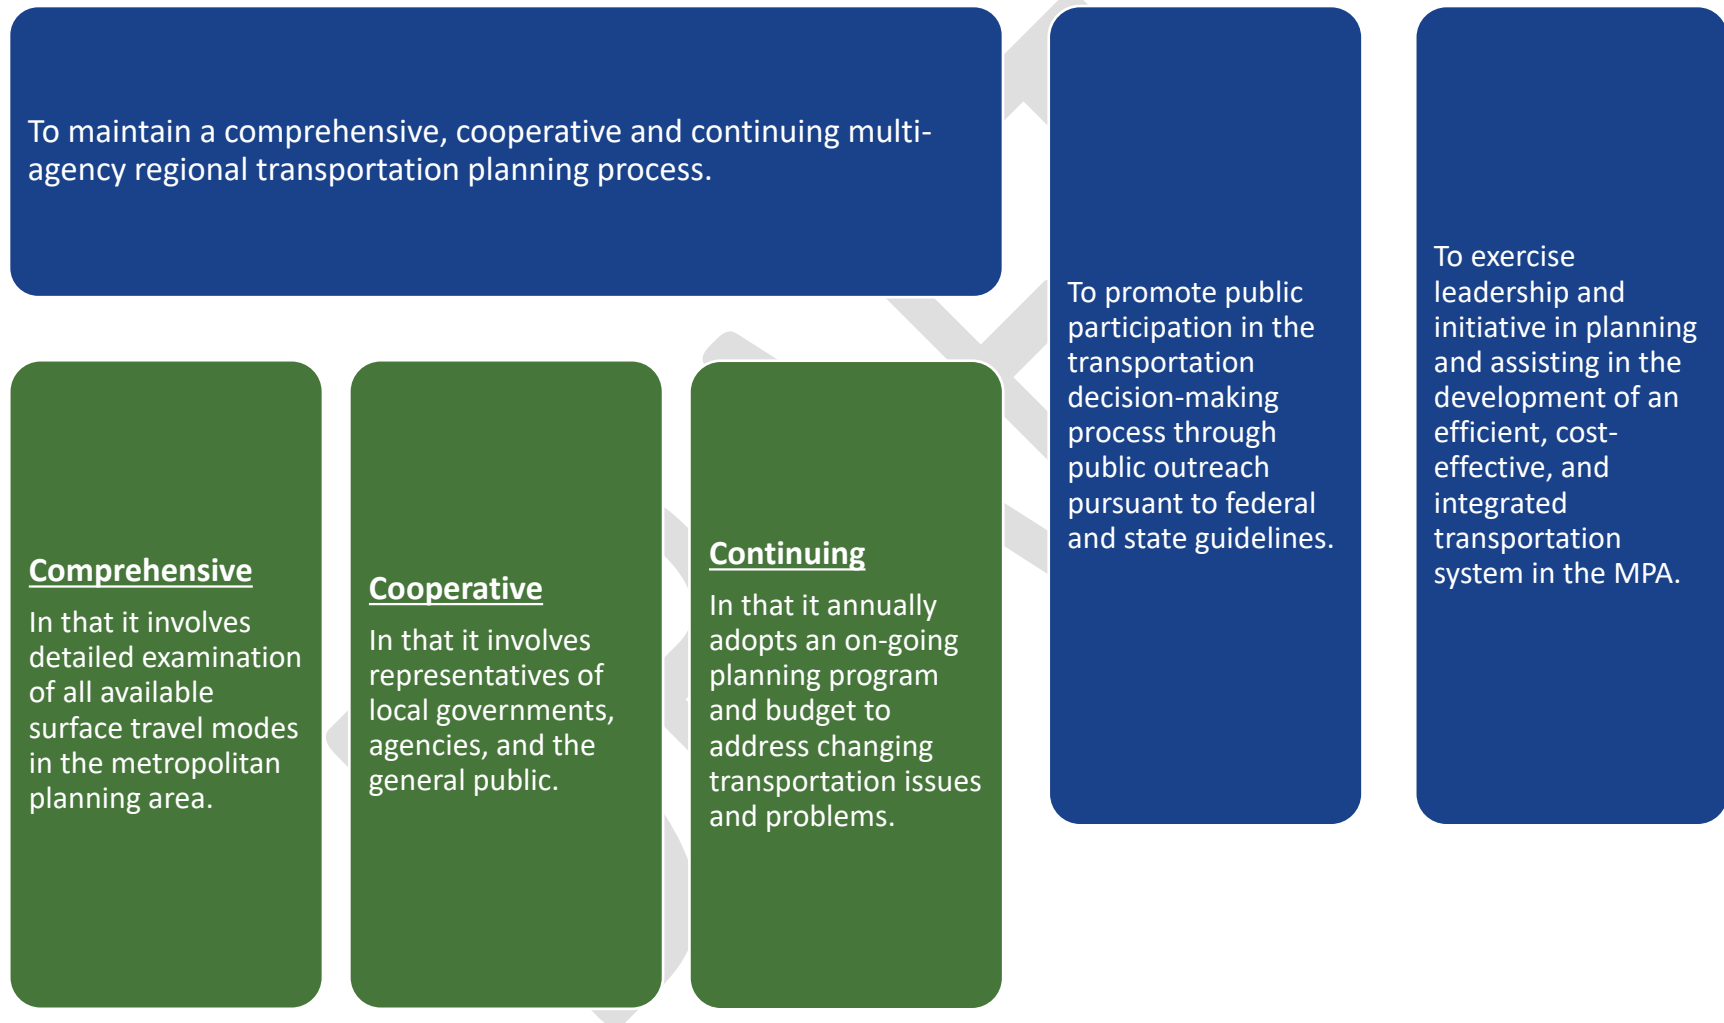 To maintain a comprehensive, cooperative and continuing multi-
agency regional transportation planning process.
Comprehensive
In that it involves
detailed examination
of all available
surface travel modes
in the metropolitan
planning area.
Cooperative
In that it involves
representatives of
local governments,
agencies, and the
general public.
Continuing
In that it annually
adopts an on-going
planning program
and budget to
address changing
transportation issues
and problems.
To promote public
participation in the
transportation
decision-making
process through
public outreach
pursuant to federal
and state guidelines.
To exercise
leadership and
initiative in planning
and assisting in the
development of an
efficient, cost-
effective, and
integrated
transportation
system in the MPA.